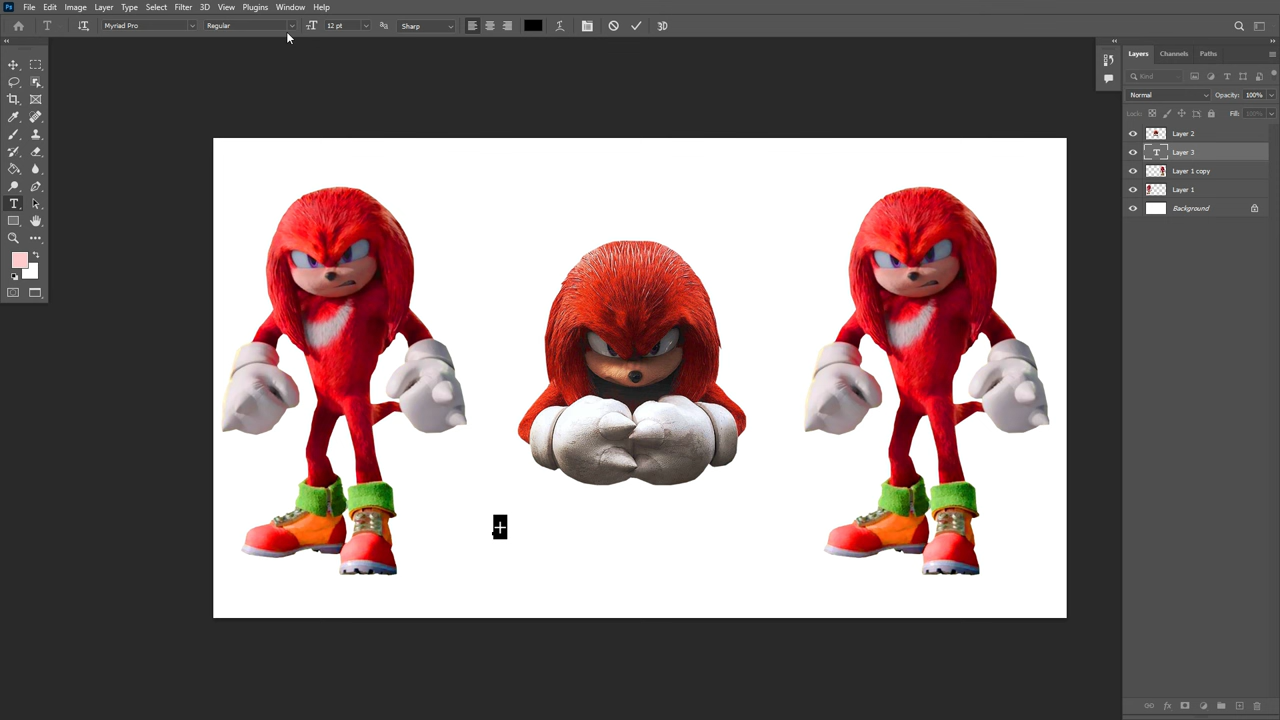 Ps File Edit Image Layer Type Select Filter 3D View Plugins Window Help
T Myriad Pro Regular 12 pt aa Sharp 3D
Layers Channels Paths
Kind
Normal Opacity: 100%
Lock: Fill: 100%
Layer 2
T Layer 3
Layer 1 copy
Layer 1
Background
T
+
fx